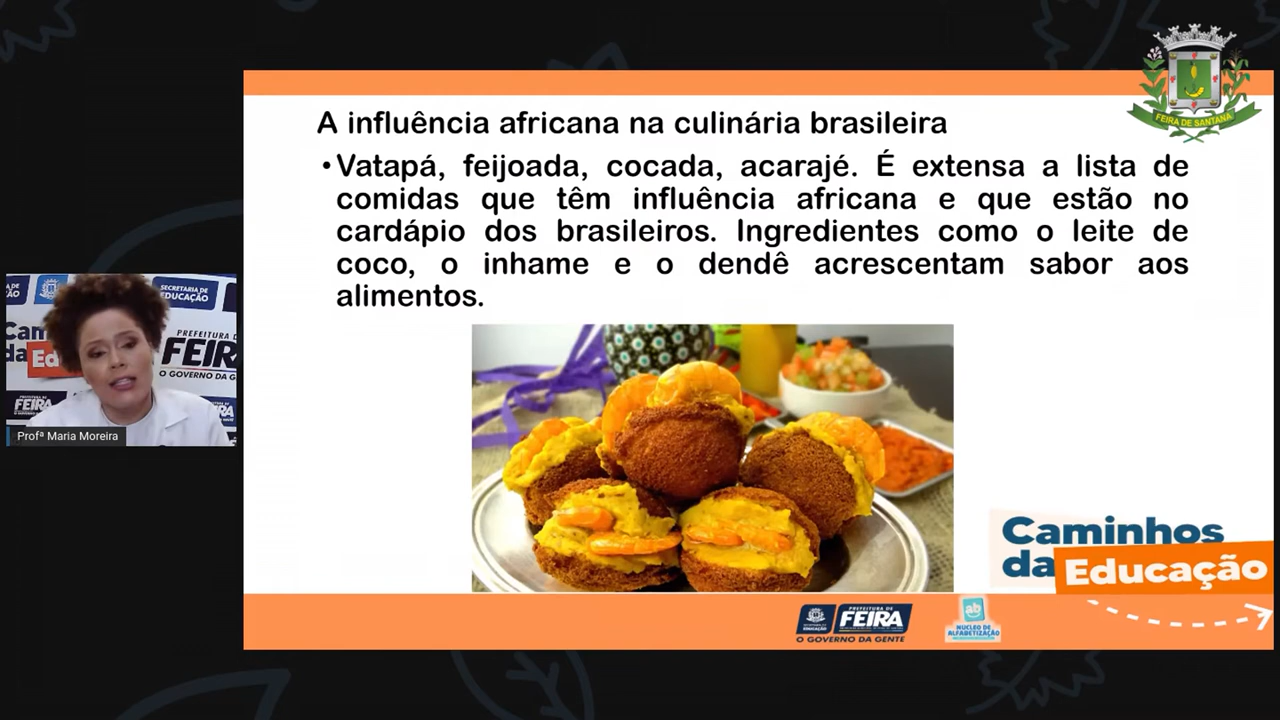 FEIRA DE SANTANA
A influência africana na culinária brasileira
• Vatapá, feijoada, cocada, acarajé. É extensa a lista de
comidas que têm influência africana e que estão no
cardápio dos brasileiros. Ingredientes como o leite de
coco, o inhame e o dendê acrescentam sabor aos
alimentos.
SECRETARIA DE
EDUCAÇÃO
PREFEITURA DE
FEIR
O GOVERNO DA G
FEIRA
Profª Maria Moreira
Caminhos
da Educação
PREFEITURA DE
FEIRA
EDUCAÇÃO
O GOVERNO DA GENTE
ab
NÚCLEO DE
ALFABETIZAÇÃO